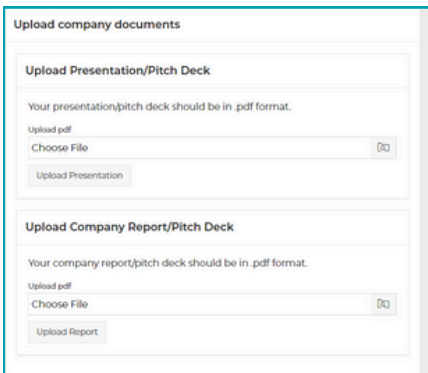 Upload company documents
Upload Presentation/Pitch Deck
Your presentation/pitch deck should be in .pdf format.
Upload pdf
Choose File
Upload Presentation
Upload Company Report/Pitch Deck
Your company report/pitch deck should be in .pdf format.
Upload pdf
Choose File
Upload Report